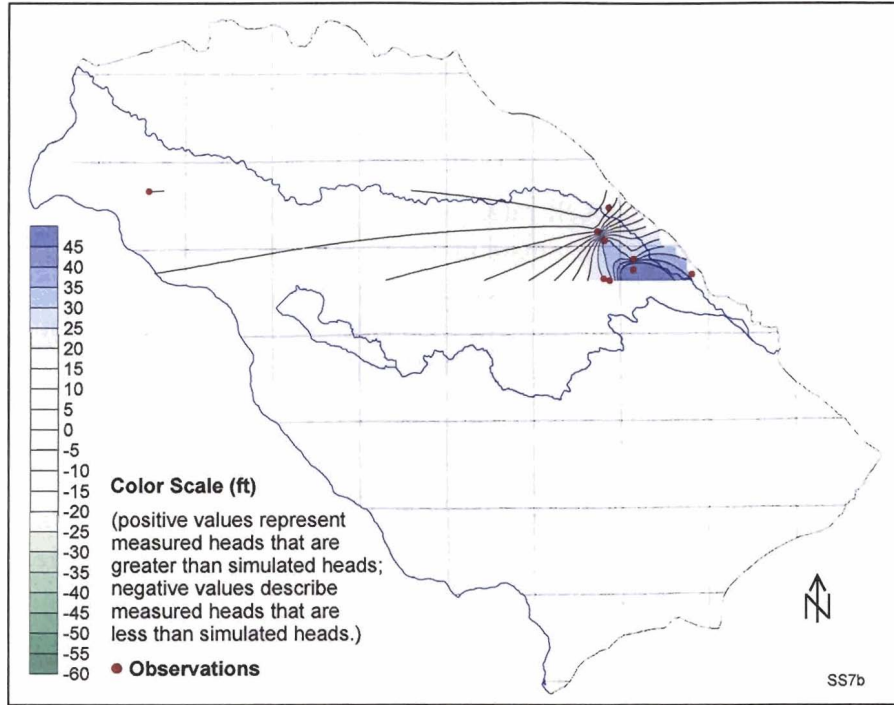 45
40
35
30
25
20
15
10
5
0
-5
-10
-15
-20
-25
-30
-35
-40
-45
-50
-55
-60
Color Scale (ft)
(positive values represent
measured heads that are
greater than simulated heads;
negative values describe
measured heads that are
less than simulated heads.)
Observations
N
SS7b